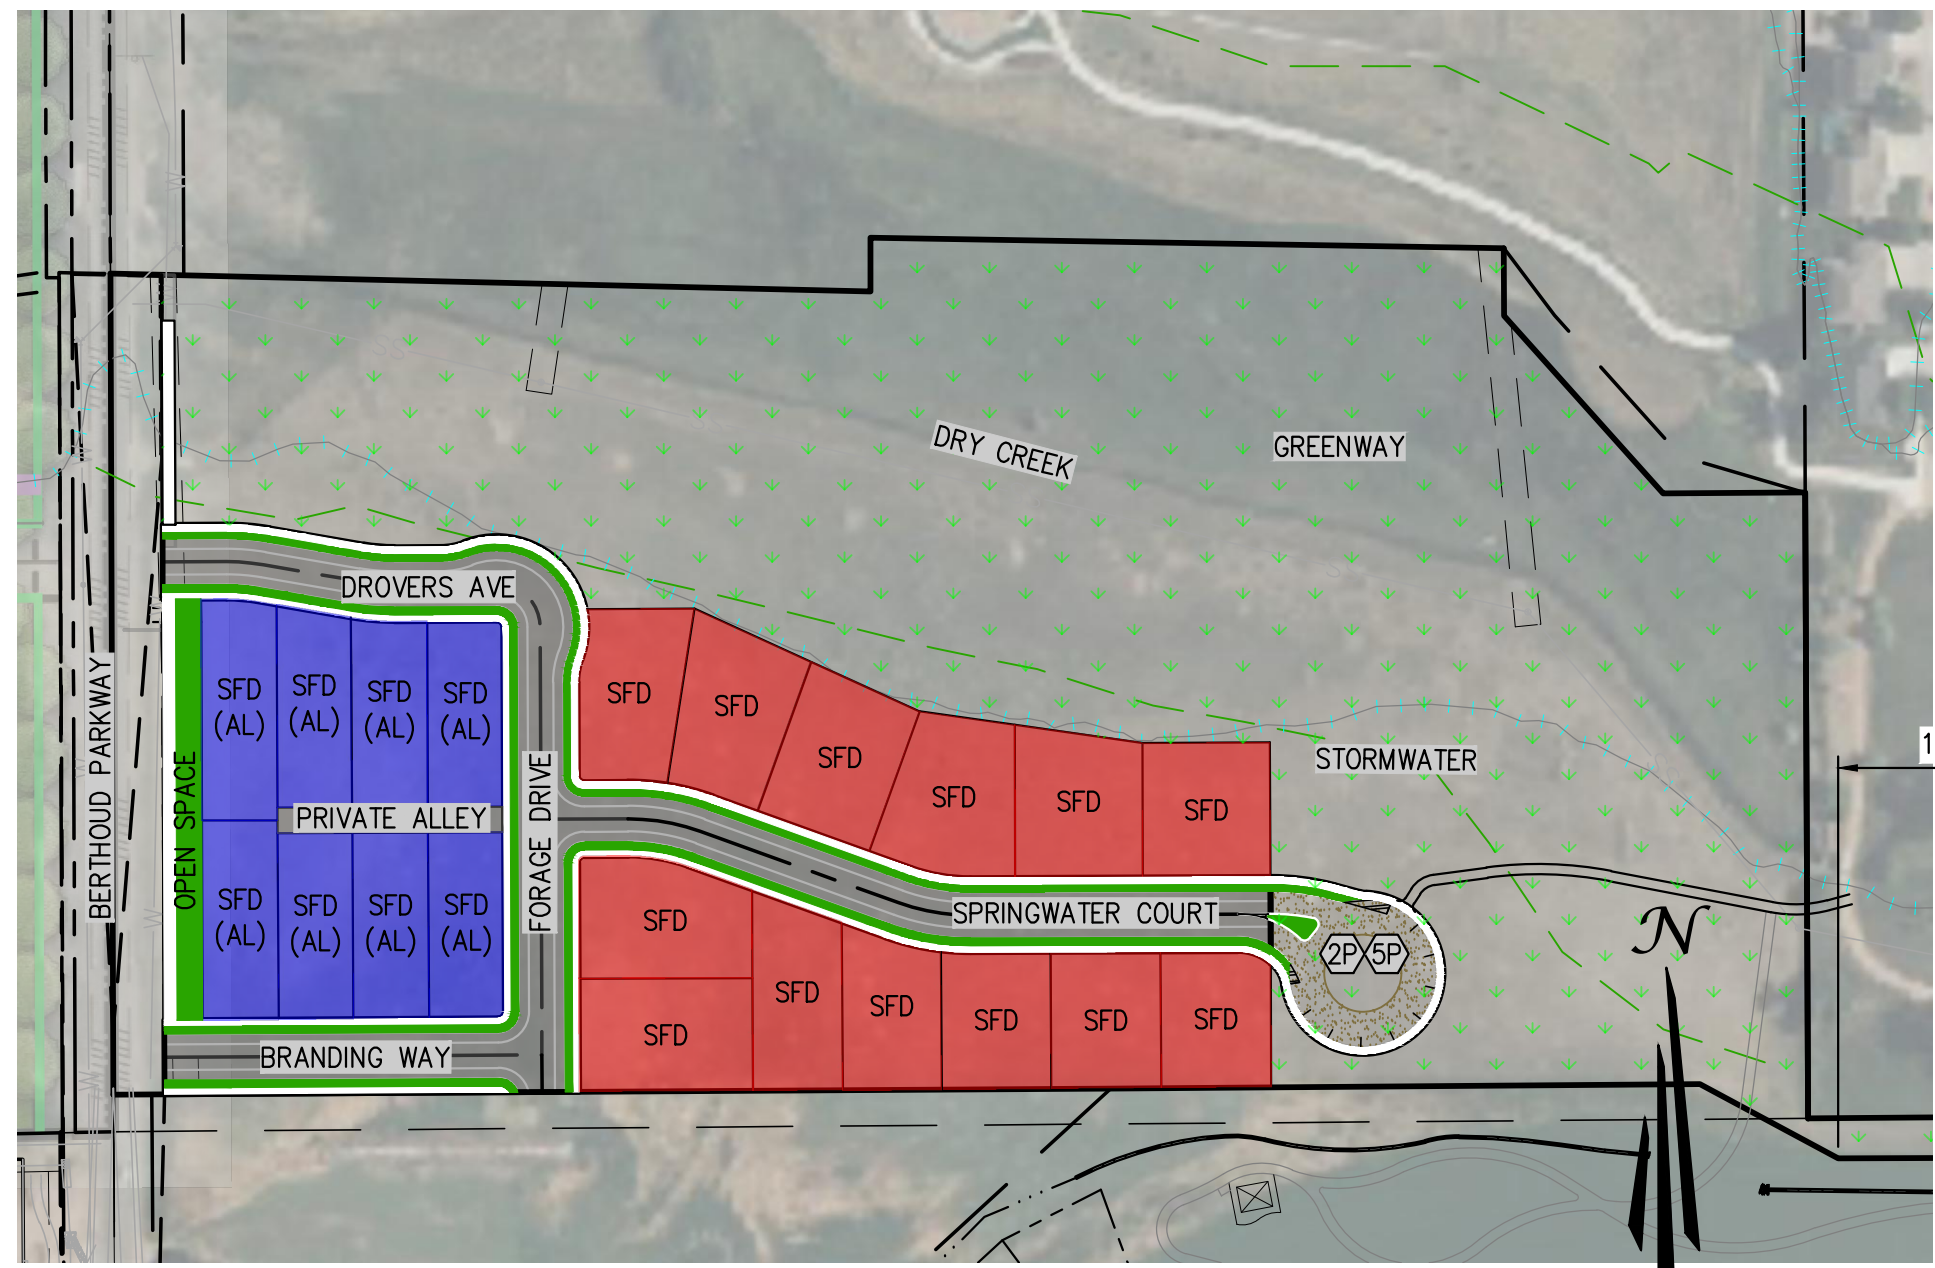 DRY CREEK
GREENWAY
DROVERS AVE
BERTHOUD PARKWAY
OPEN SPACE
SFD
(AL)
SFD
(AL)
SFD
(AL)
SFD
(AL)
PRIVATE ALLEY
SFD
(AL)
SFD
(AL)
SFD
(AL)
SFD
(AL)
FORAGE DRIVE
BRANDING WAY
SFD
SFD
SFD
SFD
SFD
SFD
STORMWATER
1
SPRINGWATER COURT
2P
5P
N
SFD
SFD
SFD
SFD
SFD
SFD
SFD